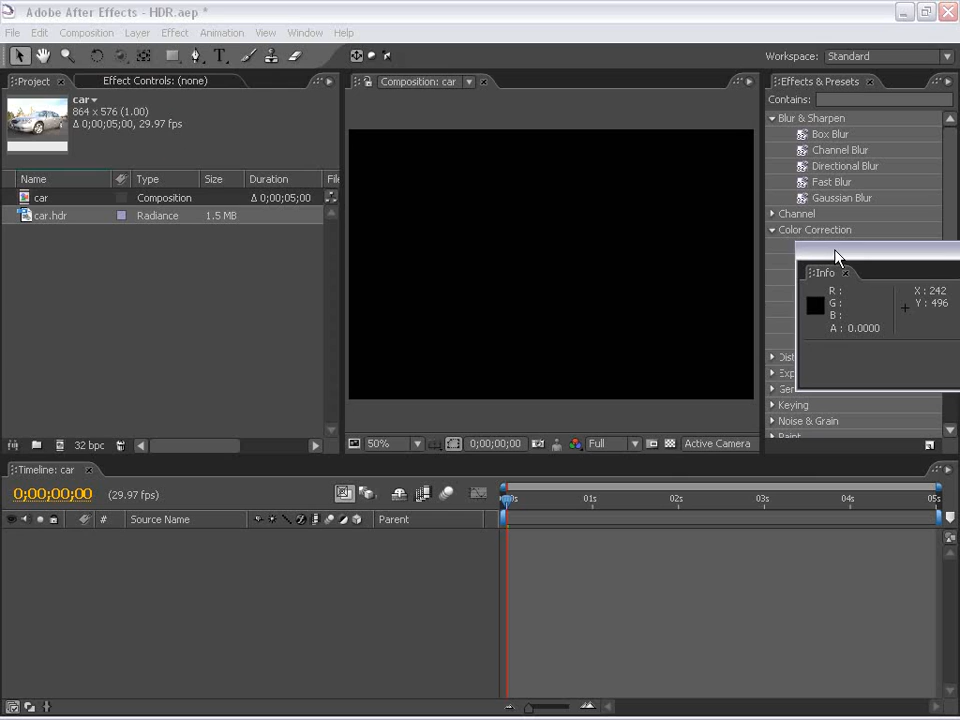 Adobe After Effects - HDR.aep *
File Edit Composition Layer Effect Animation View Window Help
Workspace: Standard
Project Effect Controls: (none)
Composition: car
Effects & Presets
car
864 x 576 (1.00)
Δ 0;00;05;00, 29.97 fps
Contains:
Blur & Sharpen
Box Blur
Channel Blur
Directional Blur
Fast Blur
Gaussian Blur
Channel
Color Correction
Name Type Size Duration File
car Composition Δ 0;00;05;00
car.hdr Radiance 1.5 MB
Info
R :
G :
B :
A : 0.0000
X : 242
Y : 496
Dist
Exp
Gen
Keying
Noise & Grain
Paint
32 bpc
50% 0;00;00;00 Full Active Camera
Timeline: car
0;00;00;00 (29.97 fps)
01s 02s 03s 04s 05s
# Source Name Parent